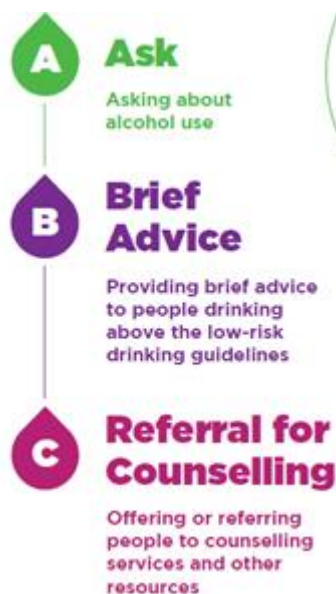 A
Ask
Asking about
alcohol use
B
Brief
Advice
Providing brief advice
to people drinking
above the low-risk
drinking guidelines
C
Referral for
Counselling
Offering or referring
people to counselling
services and other
resources